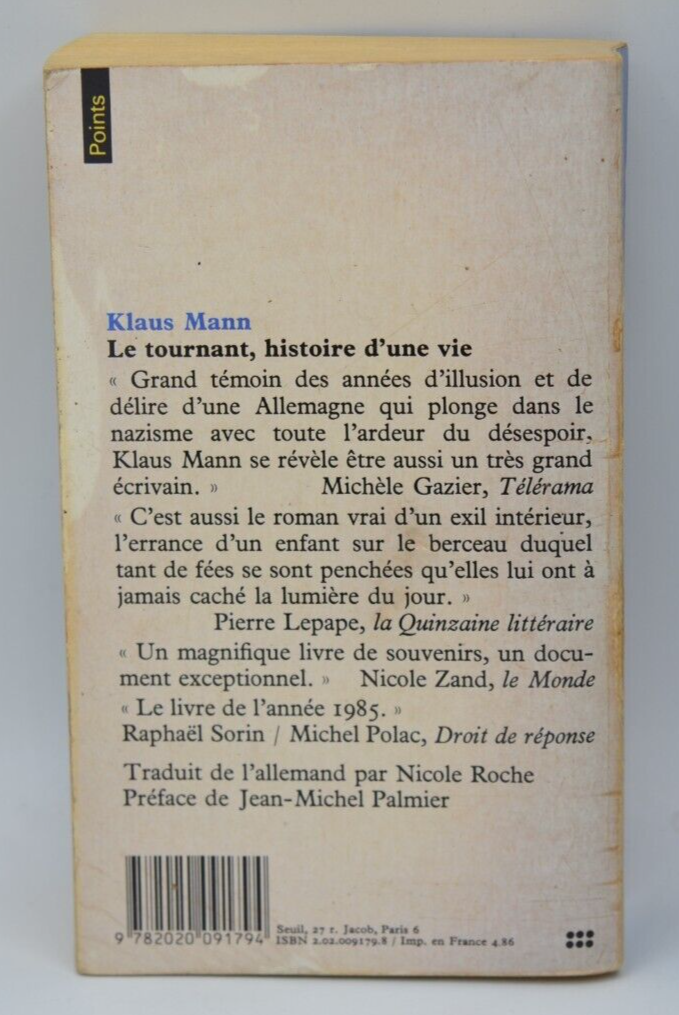 Points
Klaus Mann
Le tournant, histoire d'une vie
« Grand témoin des années d'illusion et de
délire d'une Allemagne qui plonge dans le
nazisme avec toute l'ardeur du désespoir,
Klaus Mann se révèle être aussi un très grand
écrivain. » Michèle Gazier, Télérama
« C'est aussi le roman vrai d'un exil intérieur,
l'errance d'un enfant sur le berceau duquel
tant de fées se sont penchées qu'elles lui ont à
jamais caché la lumière du jour. »
Pierre Lepape, la Quinzaine littéraire
« Un magnifique livre de souvenirs, un docu-
ment exceptionnel. » Nicole Zand, le Monde
« Le livre de l'année 1985. »
Raphaël Sorin / Michel Polac, Droit de réponse
Traduit de l'allemand par Nicole Roche
Préface de Jean-Michel Palmier
9 782020 091794
Seuil, 27 r. Jacob, Paris 6
ISBN 2.02.009179.8 / Imp. en France 4.86